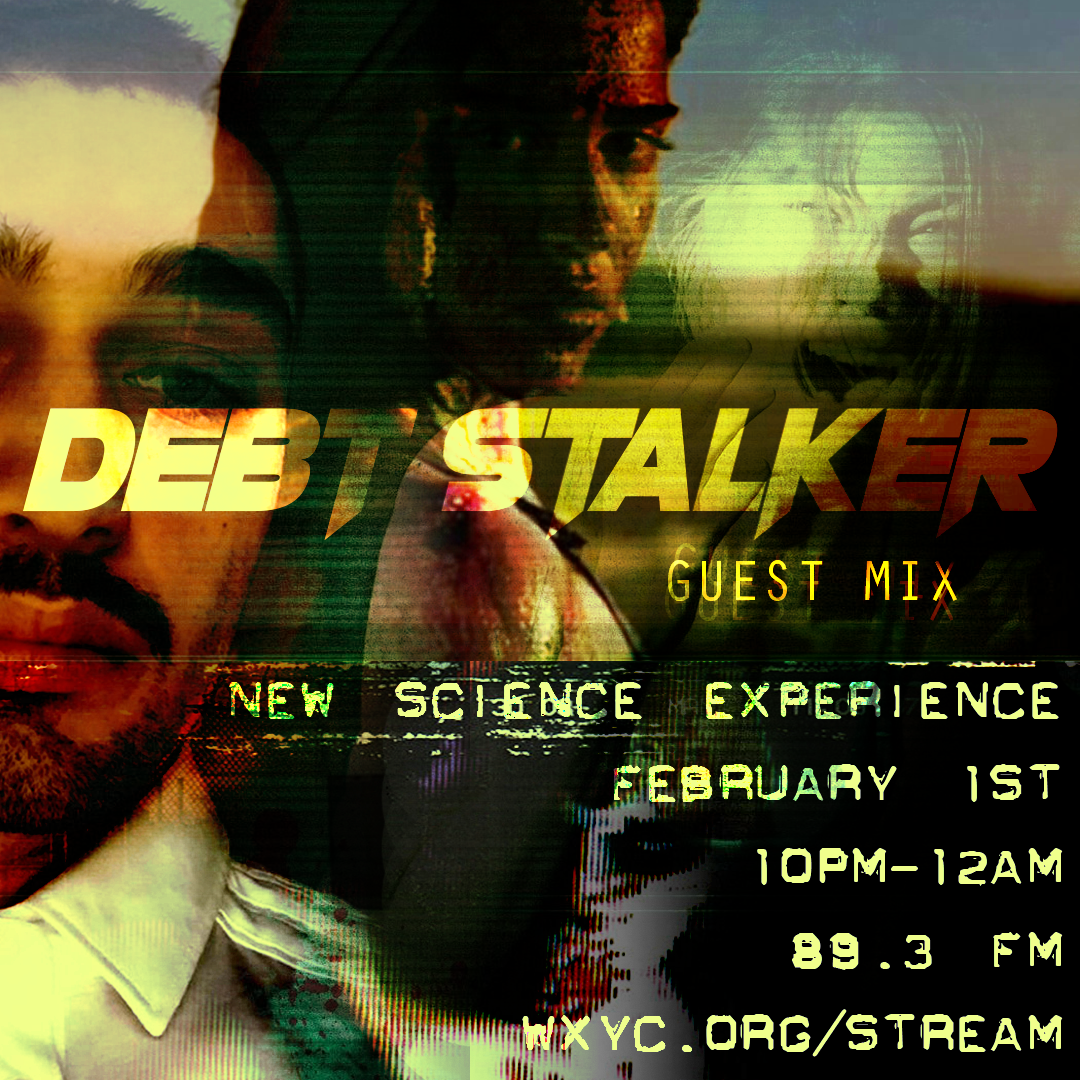 DEBT STALKER
GUEST MIX
NEW SCIENCE EXPERIENCE
FEBRUARY 1ST
10PM-12AM
89.3 FM
WXYC.ORG/STREAM